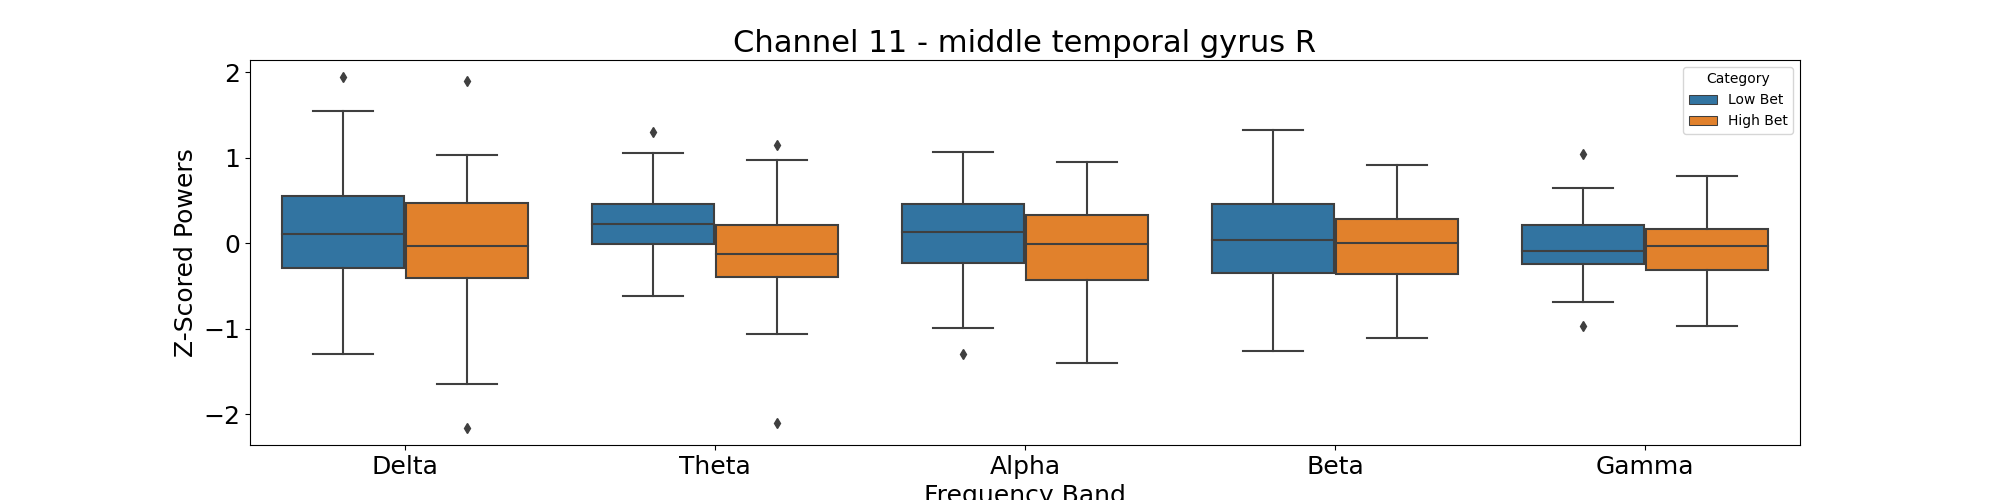 Channel 11 - middle temporal gyrus R
Z-Scored Powers
2
1
0
−1
−2
Category
Low Bet
High Bet
Delta
Theta
Alpha
Beta
Gamma
Frequency Band